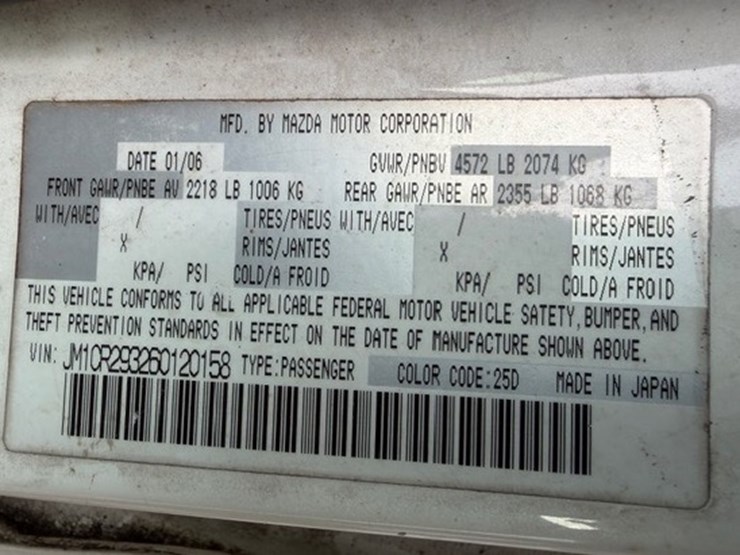 MFD. BY MAZDA MOTOR CORPORATION
DATE 01/06 GVWR/PNBV 4572 LB 2074 KG
FRONT GAWR/PNBE AV 2218 LB 1006 KG REAR GAWR/PNBE AR 2355 LB 1068 KG
WITH/AVEC / TIRES/PNEUS WITH/AVEC / TIRES/PNEUS
X RIMS/JANTES X RIMS/JANTES
KPA/ PSI COLD/A FROID KPA/ PSI COLD/A FROID
THIS VEHICLE CONFORMS TO ALL APPLICABLE FEDERAL MOTOR VEHICLE SATETY, BUMPER, AND
THEFT PREVENTION STANDARDS IN EFFECT ON THE DATE OF MANUFACTURE SHOWN ABOVE.
VIN: JM1CR293260120158 TYPE:PASSENGER COLOR CODE:25D MADE IN JAPAN